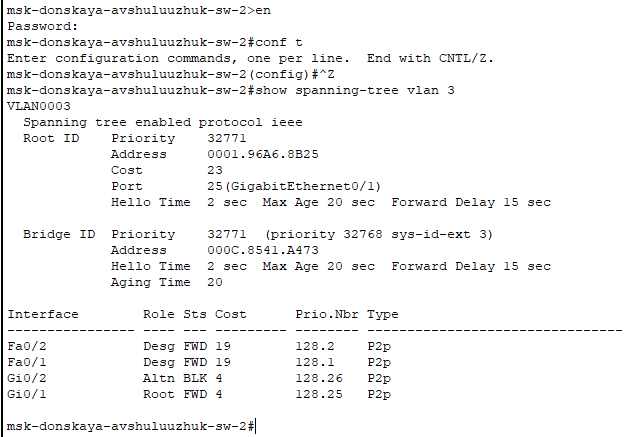 msk-donskaya-avshuluuzhuk-sw-2>en
Password:
msk-donskaya-avshuluuzhuk-sw-2#conf t
Enter configuration commands, one per line.  End with CNTL/Z.
msk-donskaya-avshuluuzhuk-sw-2(config)#^Z
msk-donskaya-avshuluuzhuk-sw-2#show spanning-tree vlan 3
VLAN0003
  Spanning tree enabled protocol ieee
  Root ID    Priority    32771
             Address     0001.96A6.8B25
             Cost        23
             Port        25(GigabitEthernet0/1)
             Hello Time  2 sec  Max Age 20 sec  Forward Delay 15 sec

  Bridge ID  Priority    32771  (priority 32768 sys-id-ext 3)
             Address     000C.8541.A473
             Hello Time  2 sec  Max Age 20 sec  Forward Delay 15 sec
             Aging Time  20

Interface        Role Sts Cost      Prio.Nbr Type
---------------- ---- --- --------- -------- --------------------------------
Fa0/2            Desg FWD 19        128.2    P2p
Fa0/1            Desg FWD 19        128.1    P2p
Gi0/2            Altn BLK 4         128.26   P2p
Gi0/1            Root FWD 4         128.25   P2p

msk-donskaya-avshuluuzhuk-sw-2#